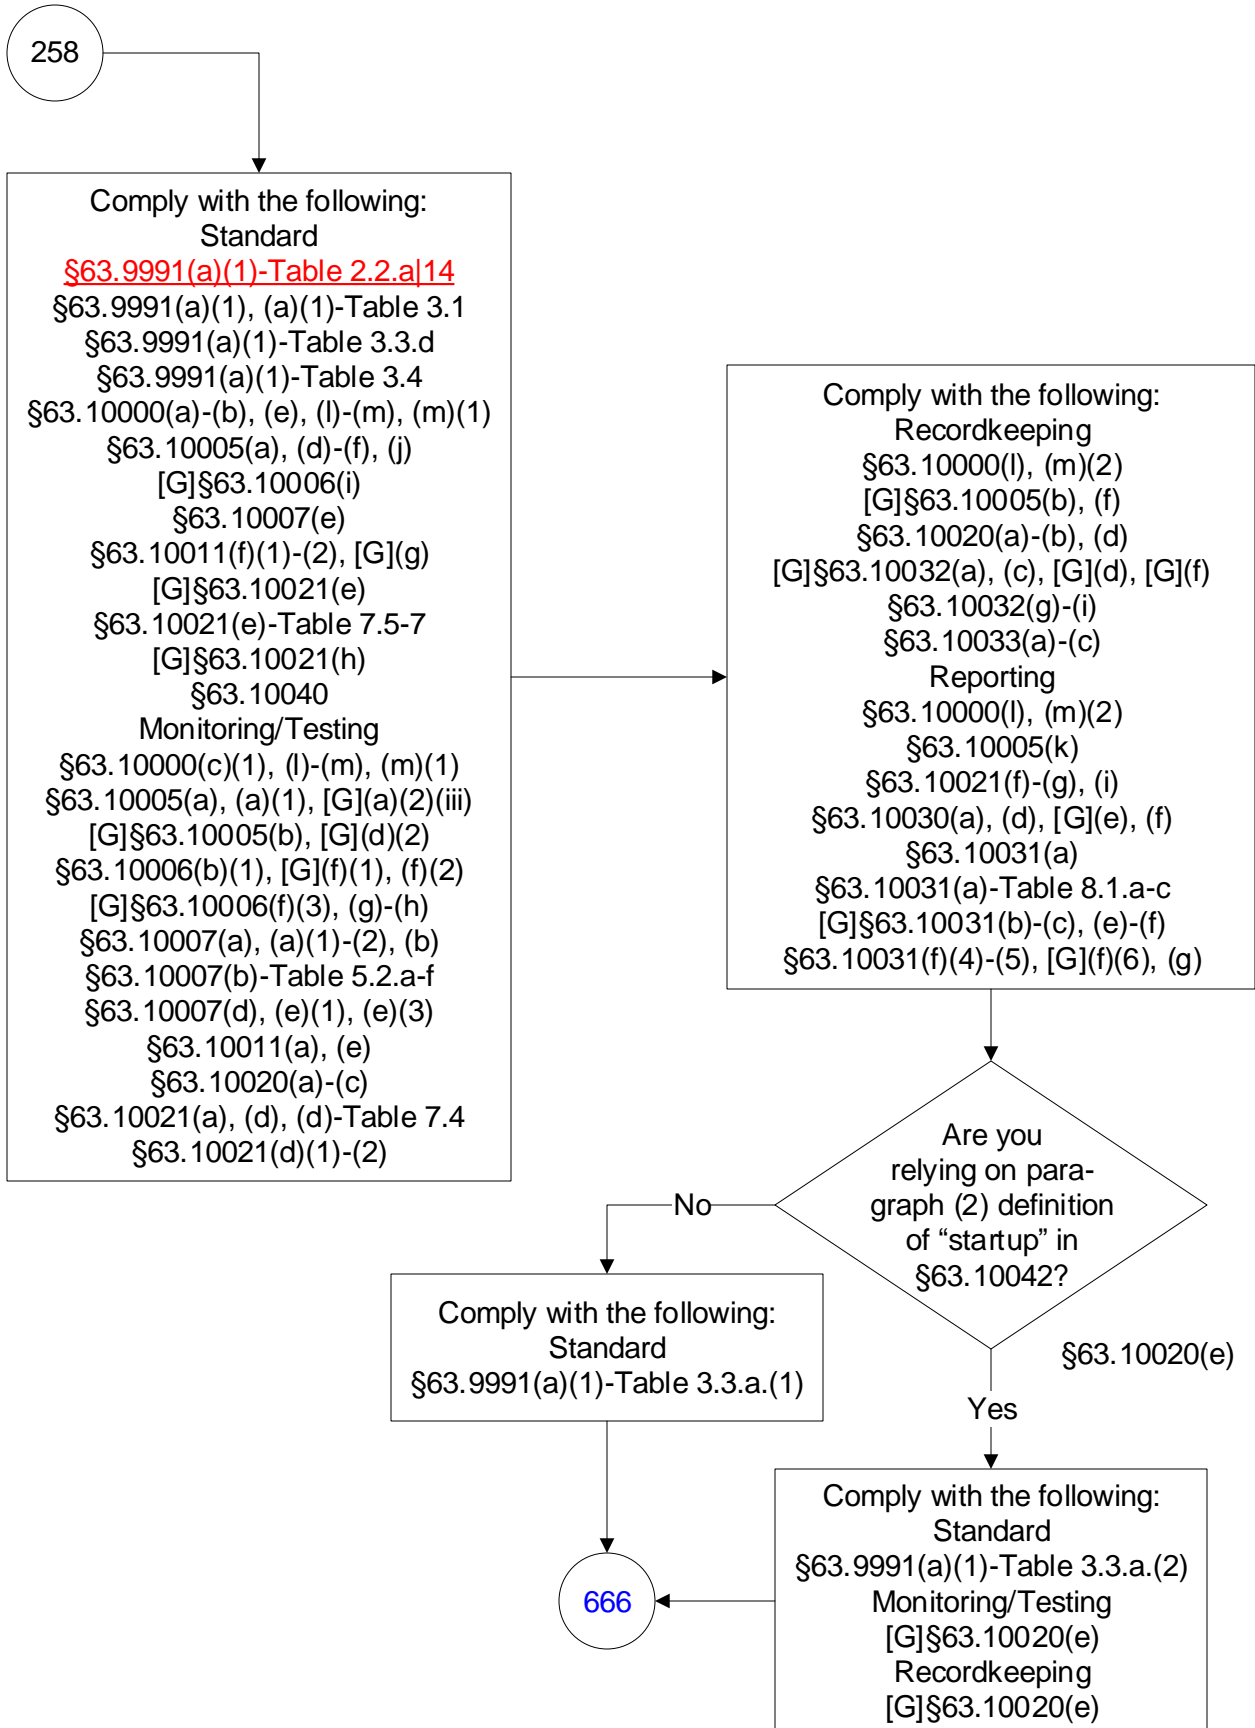 258
Comply with the following:
Standard
§63.9991(a)(1)-Table 2.2.a|14
§63.9991(a)(1), (a)(1)-Table 3.1
§63.9991(a)(1)-Table 3.3.d
§63.9991(a)(1)-Table 3.4
§63.10000(a)-(b), (e), (l)-(m), (m)(1)
§63.10005(a), (d)-(f), (j)
[G]§63.10006(i)
§63.10007(e)
§63.10011(f)(1)-(2), [G](g)
[G]§63.10021(e)
§63.10021(e)-Table 7.5-7
[G]§63.10021(h)
§63.10040
Monitoring/Testing
§63.10000(c)(1), (l)-(m), (m)(1)
§63.10005(a), (a)(1), [G](a)(2)(iii)
[G]§63.10005(b), [G](d)(2)
§63.10006(b)(1), [G](f)(1), (f)(2)
[G]§63.10006(f)(3), (g)-(h)
§63.10007(a), (a)(1)-(2), (b)
§63.10007(b)-Table 5.2.a-f
§63.10007(d), (e)(1), (e)(3)
§63.10011(a), (e)
§63.10020(a)-(c)
§63.10021(a), (d), (d)-Table 7.4
§63.10021(d)(1)-(2)
Comply with the following:
Recordkeeping
§63.10000(l), (m)(2)
[G]§63.10005(b), (f)
§63.10020(a)-(b), (d)
[G]§63.10032(a), (c), [G](d), [G](f)
§63.10032(g)-(i)
§63.10033(a)-(c)
Reporting
§63.10000(l), (m)(2)
§63.10005(k)
§63.10021(f)-(g), (i)
§63.10030(a), (d), [G](e), (f)
§63.10031(a)
§63.10031(a)-Table 8.1.a-c
[G]§63.10031(b)-(c), (e)-(f)
§63.10031(f)(4)-(5), [G](f)(6), (g)
Are you
relying on para-
graph (2) definition
of “startup” in
§63.10042?
§63.10020(e)
No
Comply with the following:
Standard
§63.9991(a)(1)-Table 3.3.a.(1)
Yes
Comply with the following:
Standard
§63.9991(a)(1)-Table 3.3.a.(2)
Monitoring/Testing
[G]§63.10020(e)
Recordkeeping
[G]§63.10020(e)
666